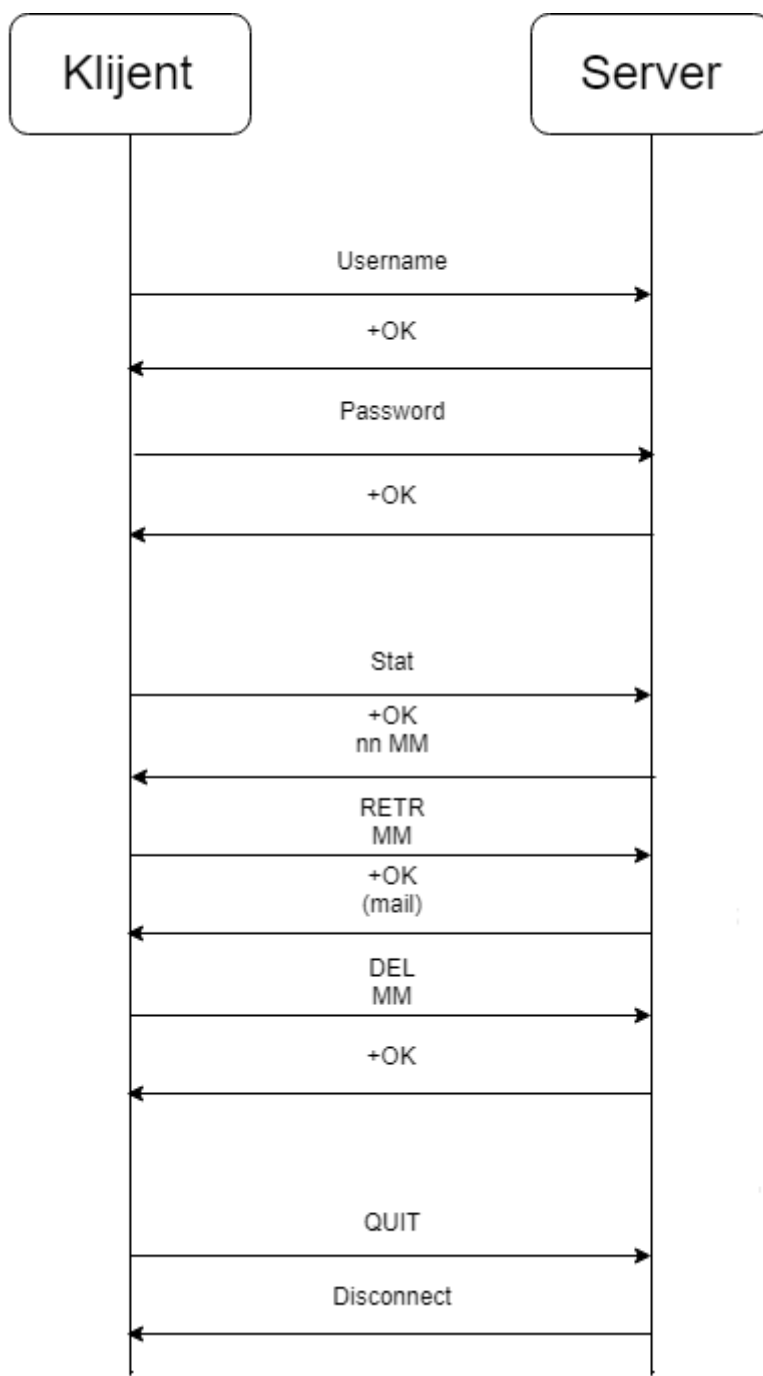 Klijent
Server
Username
+OK
Password
+OK
Stat
+OK
nn MM
RETR
MM
+OK
(mail)
DEL
MM
+OK
QUIT
Disconnect